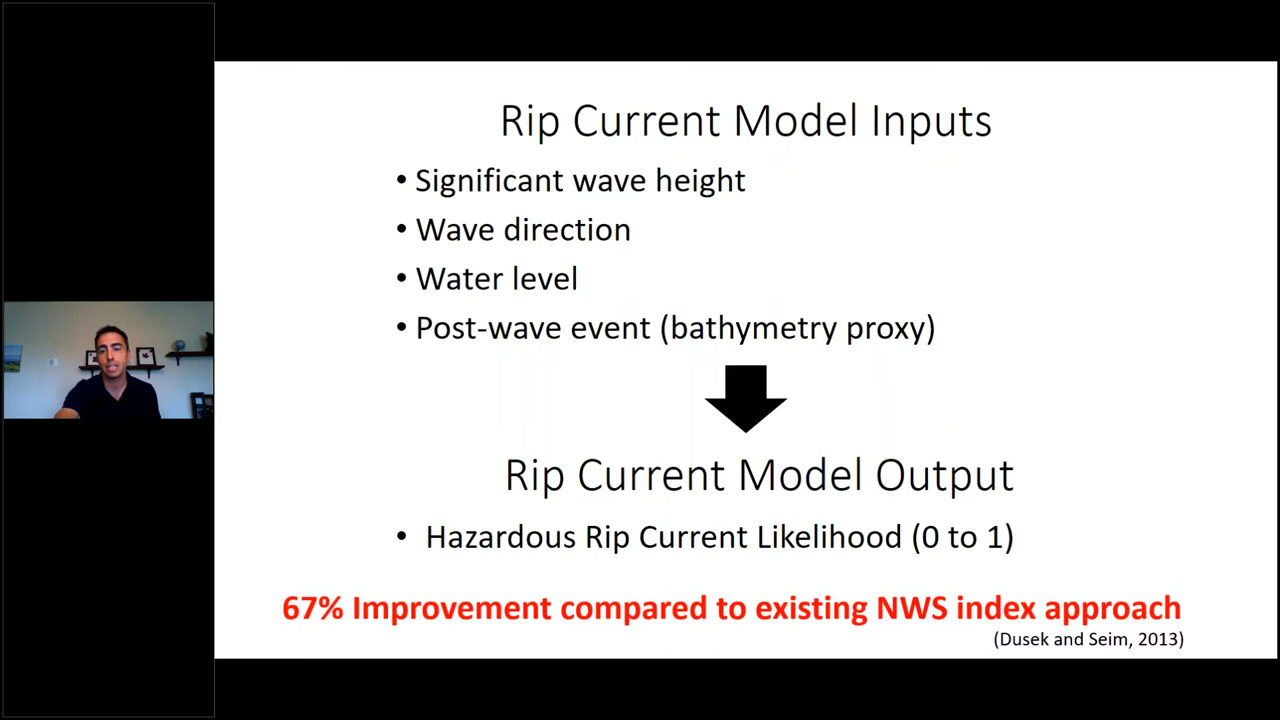 Rip Current Model Inputs
• Significant wave height
• Wave direction
• Water level
• Post-wave event (bathymetry proxy)
Rip Current Model Output
• Hazardous Rip Current Likelihood (0 to 1)
67% Improvement compared to existing NWS index approach
(Dusek and Seim, 2013)